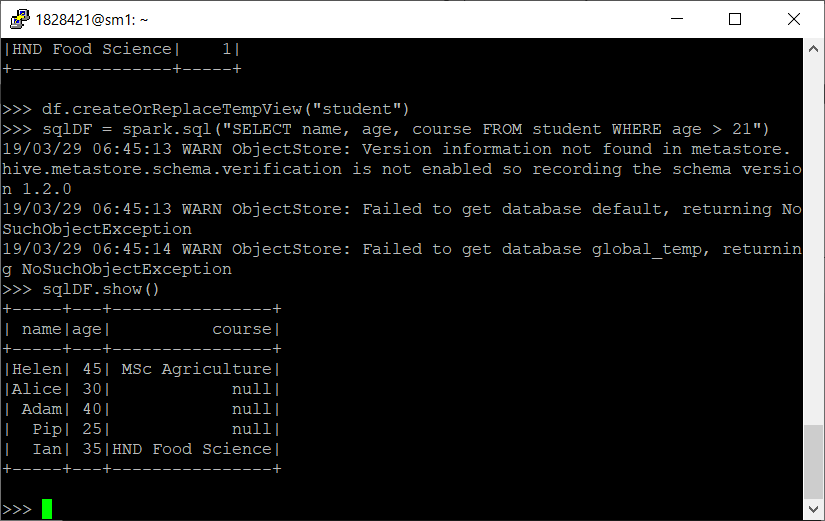 1828421@sm1: ~
|HND Food Science|    1|
+----------------+-----+
>>> df.createOrReplaceTempView("student")
>>> sqlDF = spark.sql("SELECT name, age, course FROM student WHERE age > 21")
19/03/29 06:45:13 WARN ObjectStore: Version information not found in metastore.
hive.metastore.schema.verification is not enabled so recording the schema versio
n 1.2.0
19/03/29 06:45:13 WARN ObjectStore: Failed to get database default, returning No
SuchObjectException
19/03/29 06:45:14 WARN ObjectStore: Failed to get database global_temp, returnin
g NoSuchObjectException
>>> sqlDF.show()
+-----+---+----------------+
| name|age|          course|
+-----+---+----------------+
|Helen| 45| MSc Agriculture|
|Alice| 30|            null|
| Adam| 40|            null|
|  Pip| 25|            null|
|  Ian| 35|HND Food Science|
+-----+---+----------------+
>>>